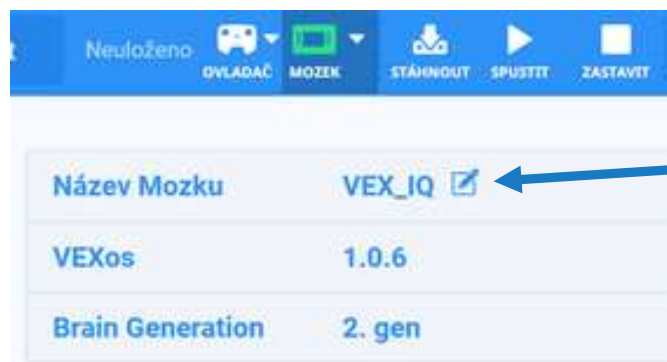 Neuloženo OVLADAČ MOZEK STÁHNOUT SPUSTIT ZASTAVIT
Název Mozku VEX_IQ
VEXos 1.0.6
Brain Generation 2. gen